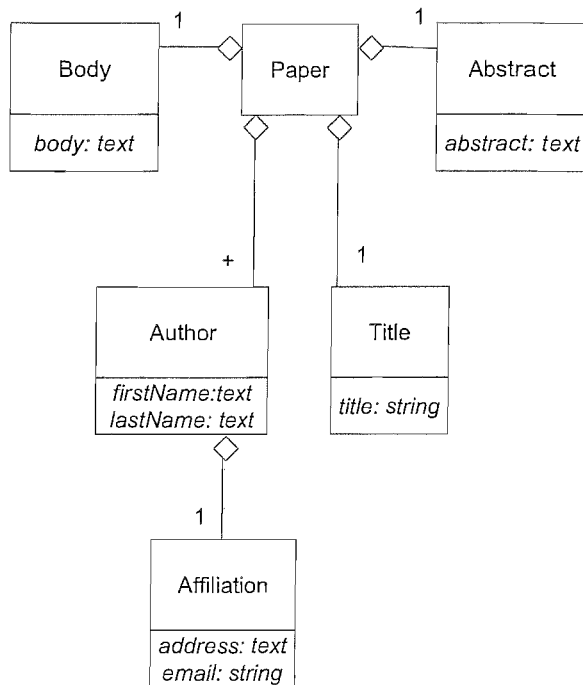 1
1
Body
Paper
Abstract
body: text
abstract: text
+
1
Author
Title
firstName:text
lastName: text
title: string
1
Affiliation
address: text
email: string